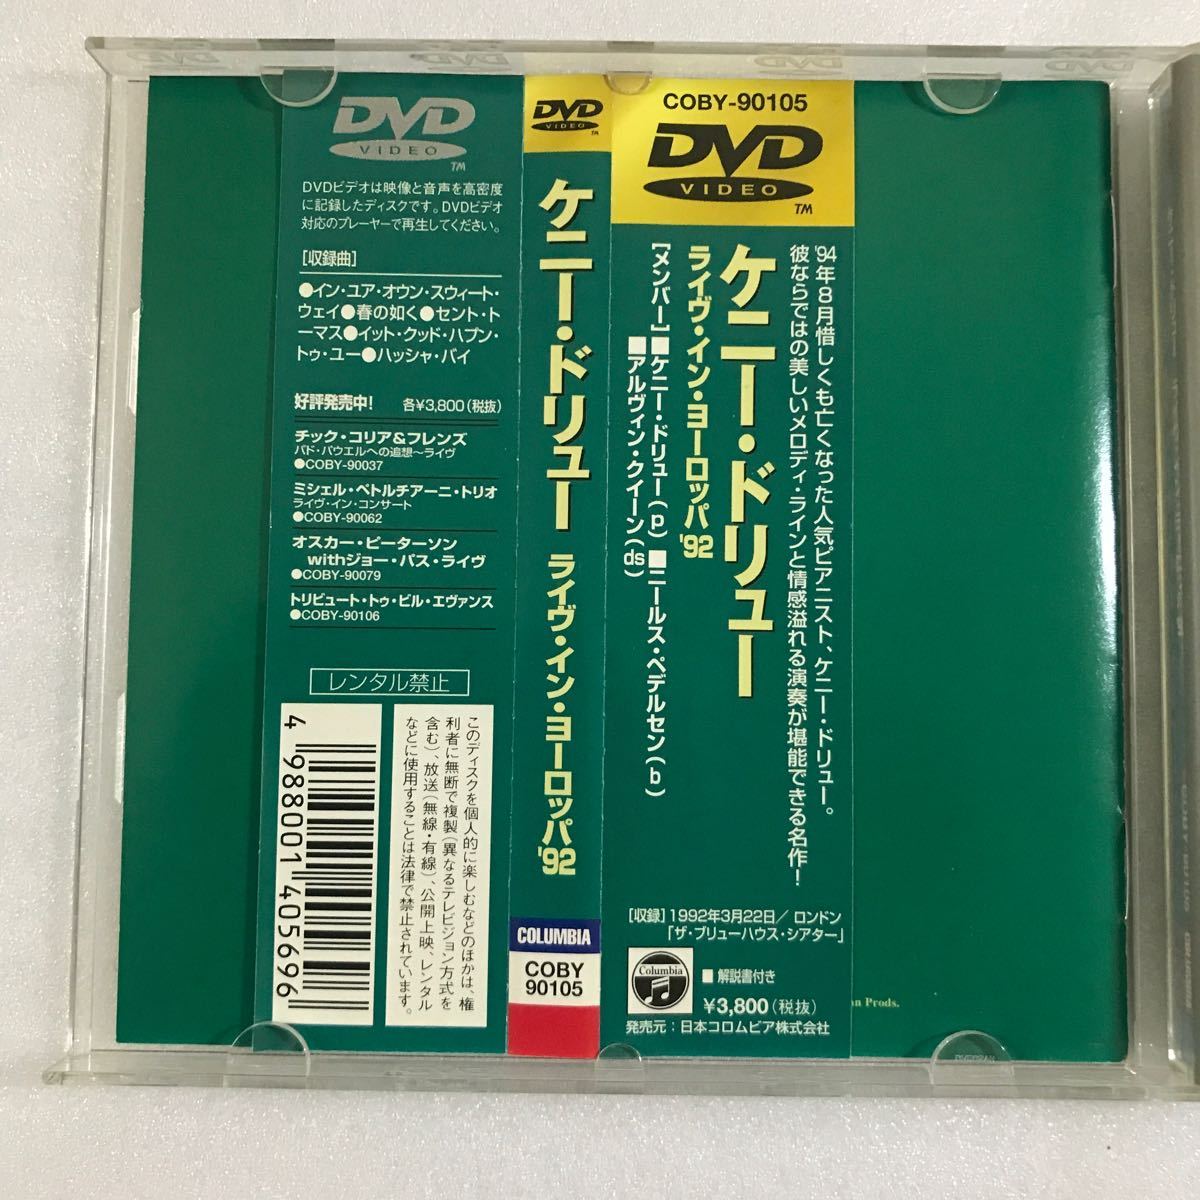 DVD
VIDEO
TM
DVDビデオは映像と音声を高密度
に記録したディスクです。DVDビデオ
対応のプレーヤーで再生してください。
[収録曲]
●イン・ユア・オウン・スウィート・
ウェイ●春の如く●セント・ト
ーマス●イット・クッド・ハプン・
トゥ・ユー●ハッシャ・バイ
好評発売中! 各¥3,800(税抜)
チック・コリア&フレンズ
バド・パウエルへの追想〜ライヴ
●COBY-90037
ミシェル・ペトルチアーニ・トリオ
ライヴ・イン・コンサート
●COBY-90062
オスカー・ピーターソン
withジョー・パス・ライヴ
●COBY-90079
トリビュート・トゥ・ビル・エヴァンス
●COBY-90106
レンタル禁止
このディスクを個人的に楽しむなどのほかは、権
利者に無断で複製(異なるテレビジョン方式を
含む)、放送(無線・有線)、公開上映、レンタル
などに使用することは法律で禁止されています。
4 988001 405696
DVD
VIDEO
TM
ケニー・ドリュー ライヴ・イン・ヨーロッパ'92
COLUMBIA
COBY
90105
COBY-90105
DVD
VIDEO
TM
'94年8月惜しくも亡くなった人気ピアニスト、ケニー・ドリュー。
彼ならではの美しいメロディ・ラインと情感溢れる演奏が堪能できる名作!
ケニー・ドリュー
ライヴ・イン・ヨーロッパ'92
[メンバー]■ケニー・ドリュー(p)■ニールス・ペデルセン(b)
■アルヴィン・クイーン(ds)
[収録]1992年3月22日/ロンドン
「ザ・ブリューハウス・シアター」
Columbia
■解説書付き
¥3,800(税抜)
発売元:日本コロムビア株式会社
Prods.